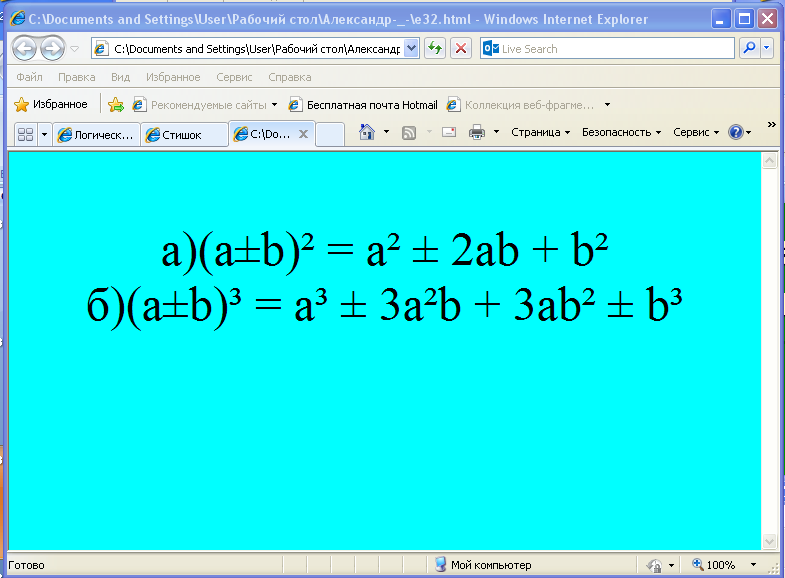 C:\Documents and Settings\User\Рабочий стол\Александр-_-\e32.html - Windows Internet Explorer
C:\Documents and Settings\User\Рабочий стол\Александр
Live Search
Файл Правка Вид Избранное Сервис Справка
Избранное Рекомендуемые сайты Бесплатная почта Hotmail Коллекция веб-фрагме...
Логическ... Стишок C:\Do... X Страница Безопасность Сервис ? »
а)(a±b)² = a² ± 2ab + b²
б)(a±b)³ = a³ ± 3a²b + 3ab² ± b³
Готово Мой компьютер 100%